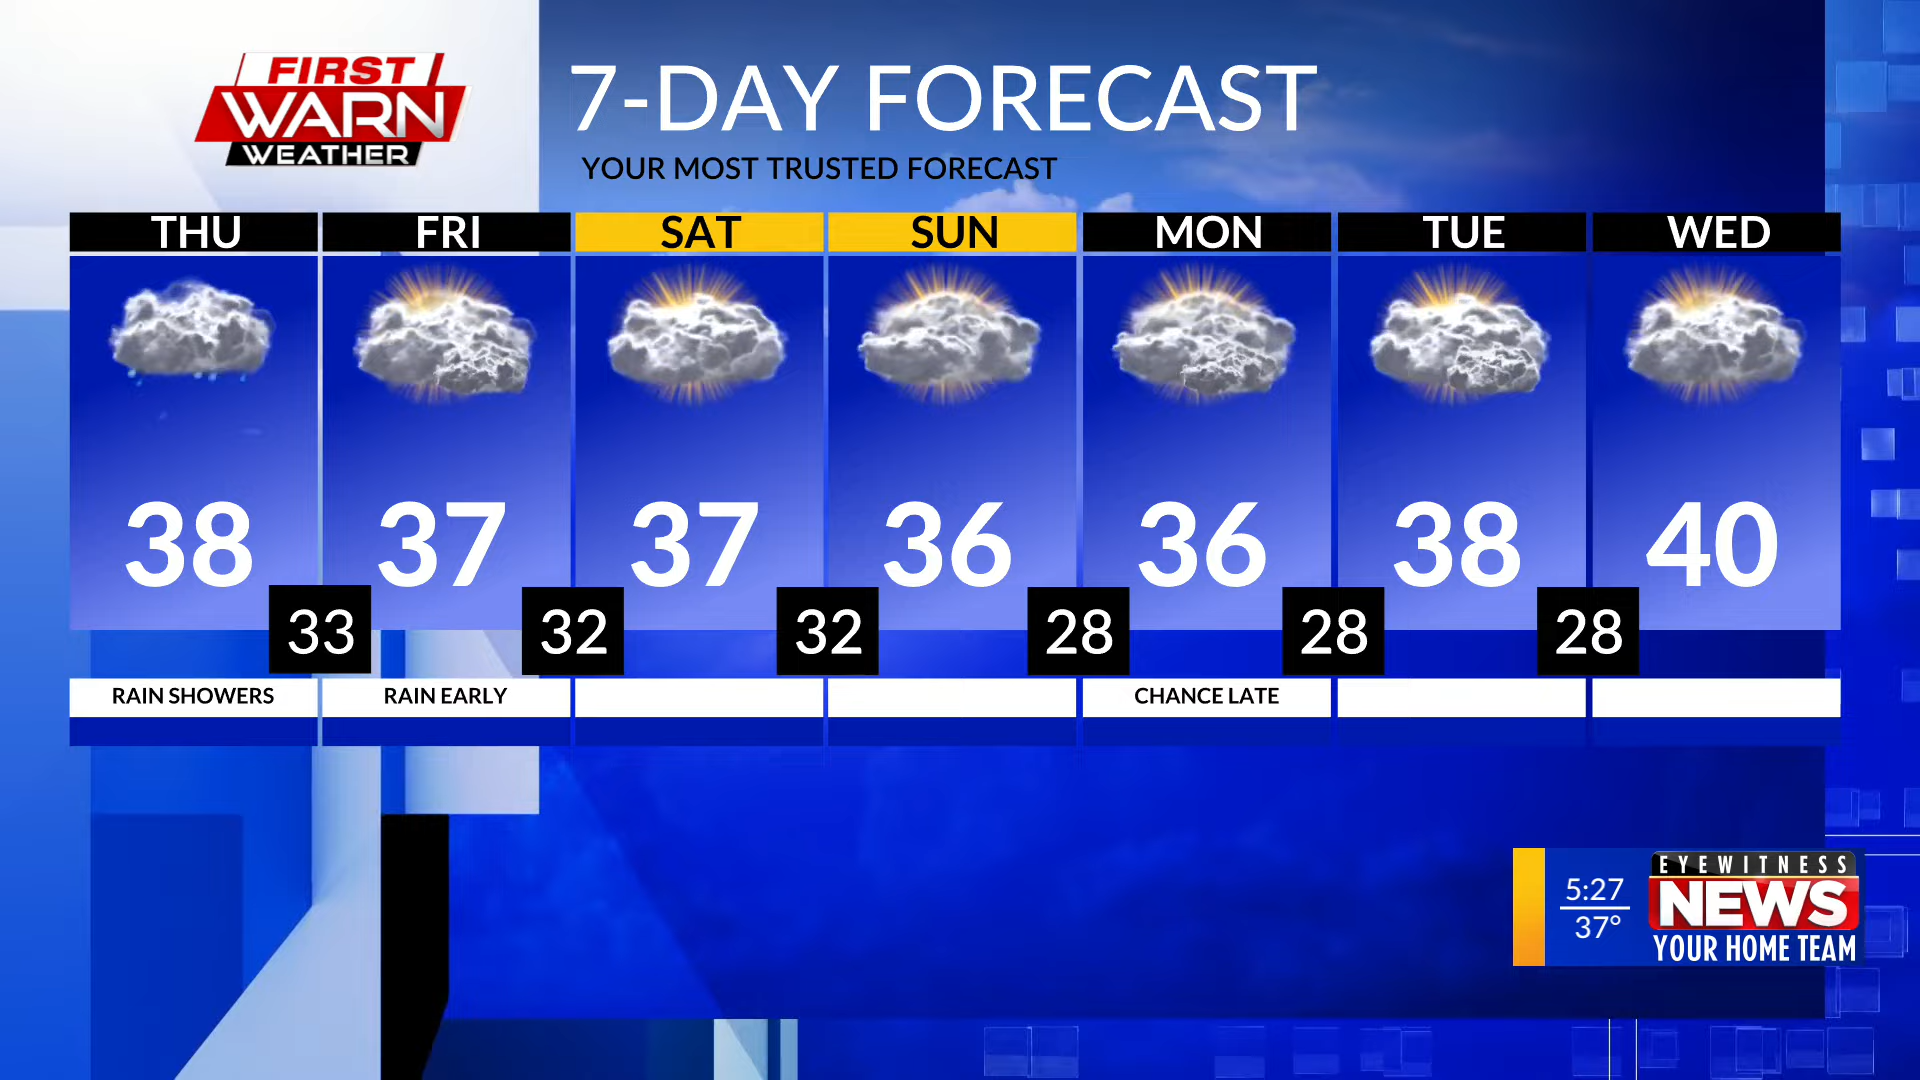 FIRST
WARN
WEATHER
7-DAY FORECAST
YOUR MOST TRUSTED FORECAST
THU FRI SAT SUN MON TUE WED
38 37 37 36 36 38 40
33 32 32 28 28 28
RAIN SHOWERS RAIN EARLY CHANCE LATE
5:27
37°
EYEWITNESS
NEWS
YOUR HOME TEAM